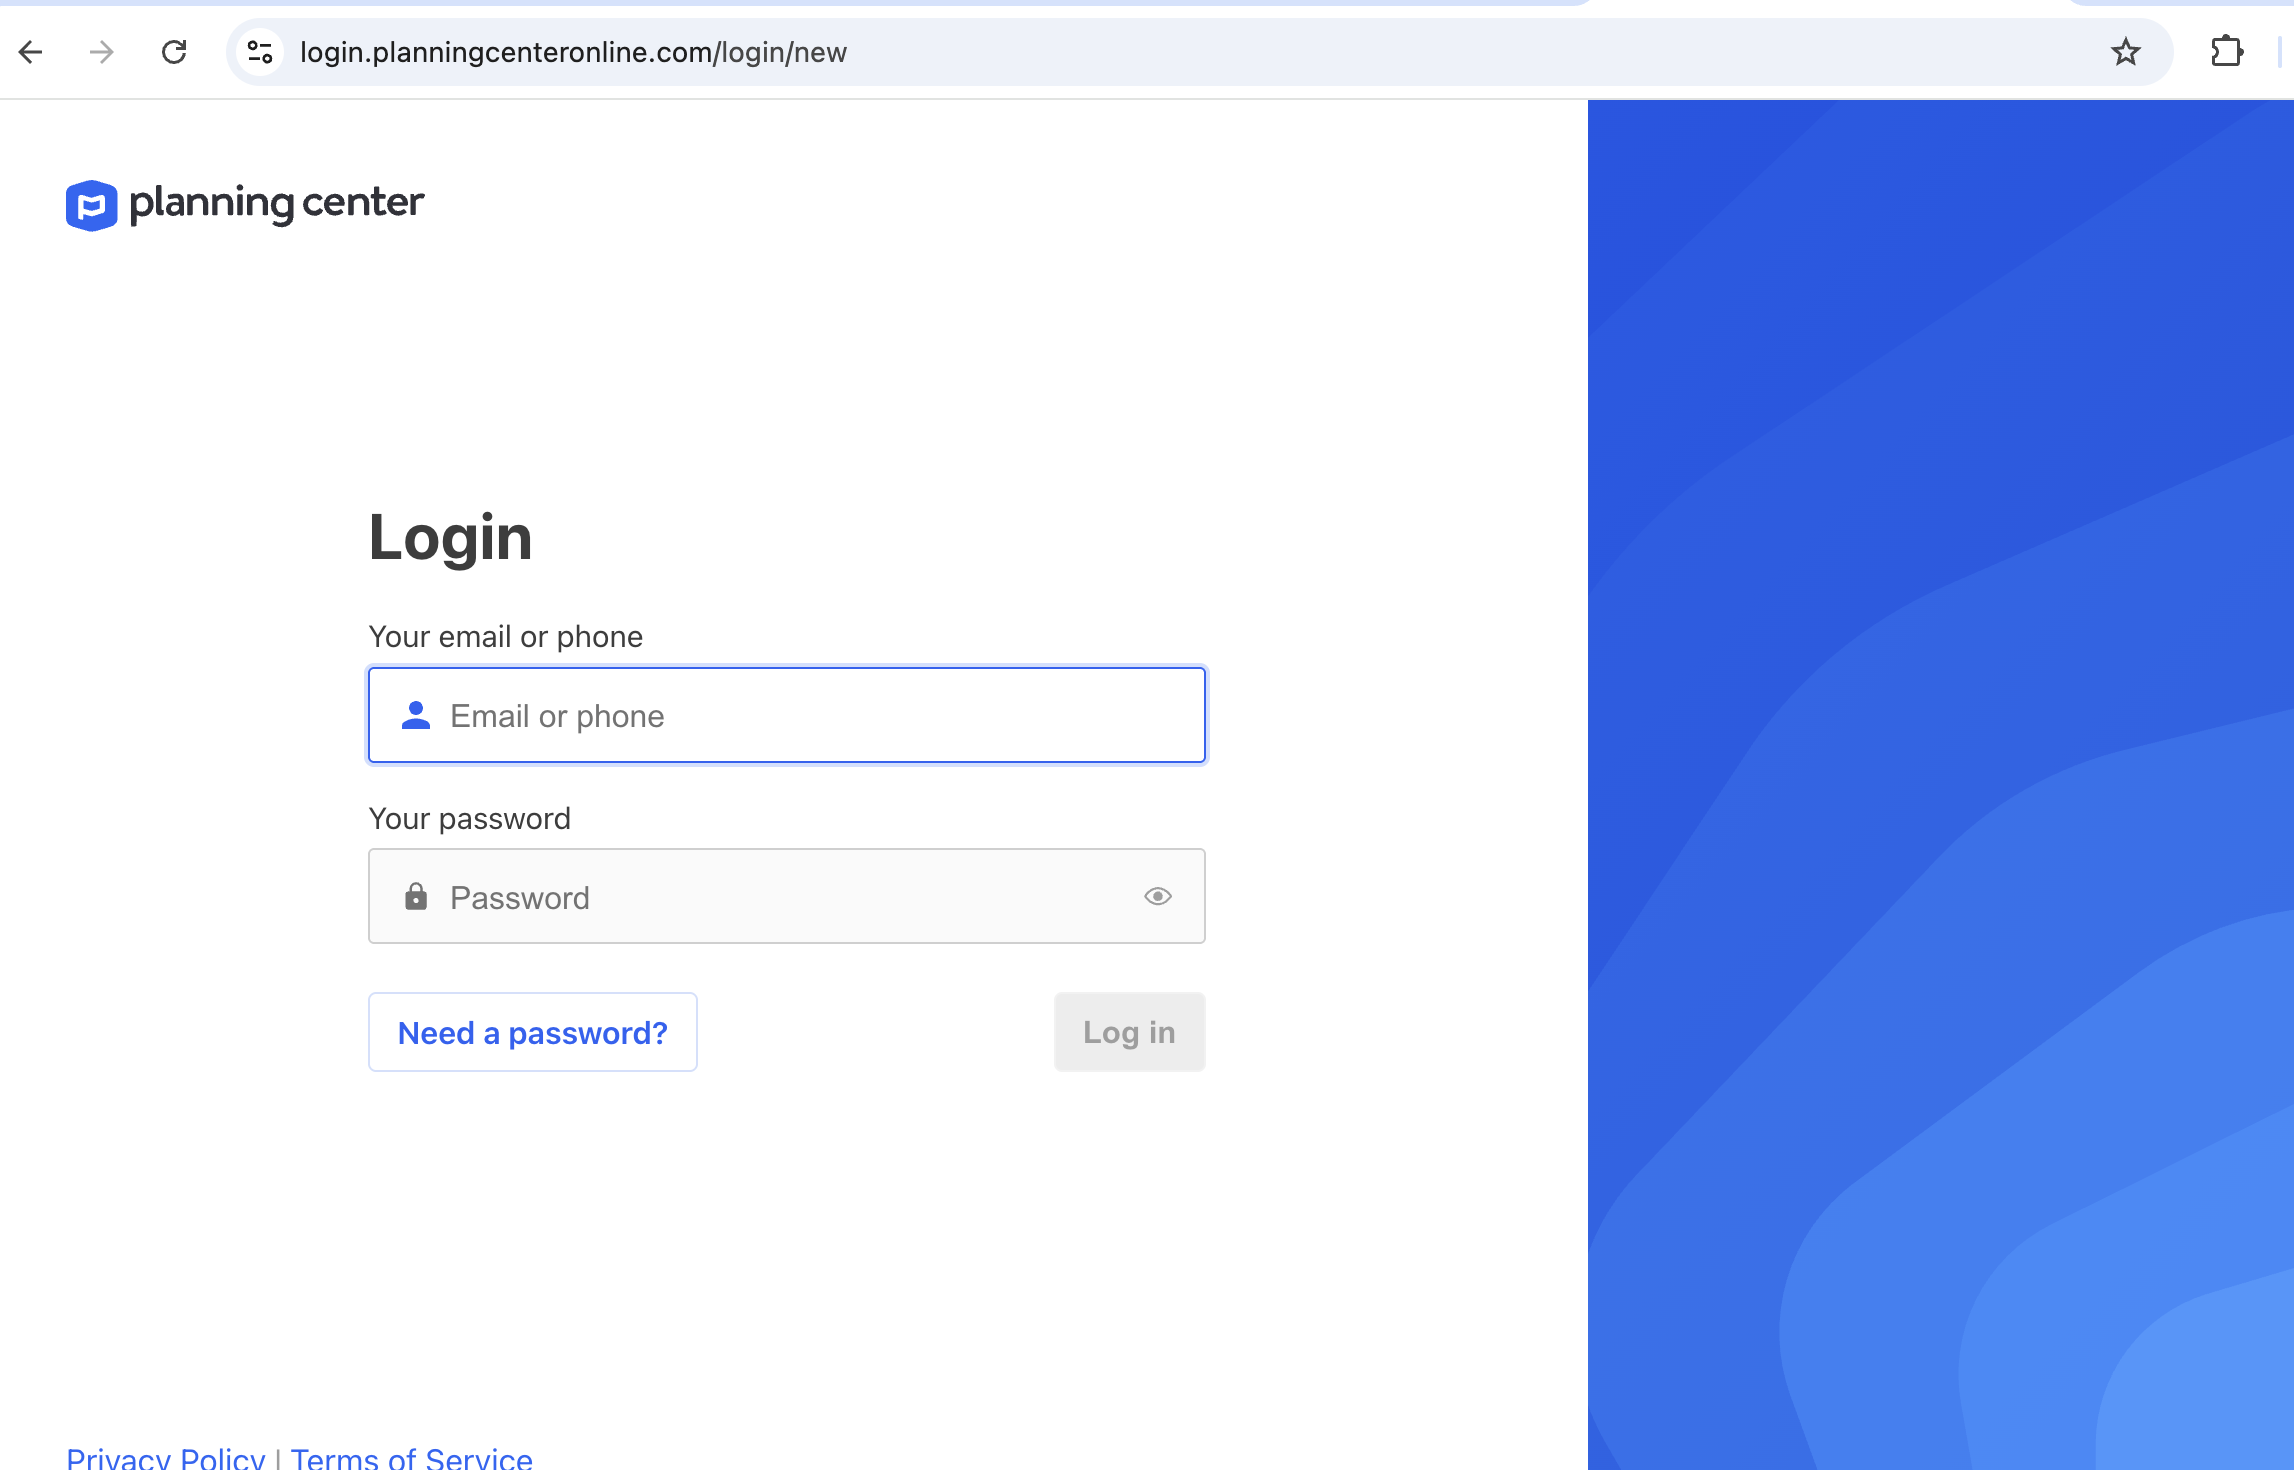 login.planningcenteronline.com/login/new
planning center
Login
Your email or phone
Email or phone
Your password
Password
Need a password?
Log in
Privacy Policy | Terms of Service